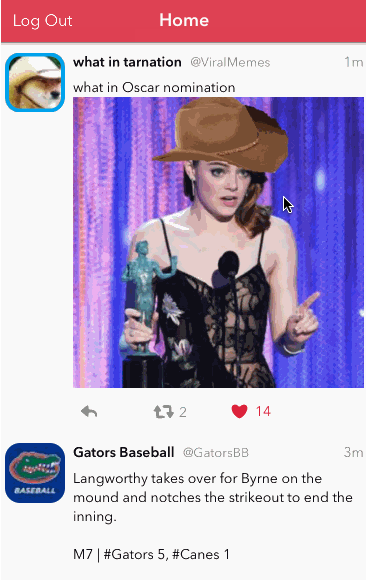 Log Out Home
what in tarnation @ViralMemes 1m
what in Oscar nomination
2 14
Gators Baseball @GatorsBB 3m
BASEBALL
Langworthy takes over for Byrne on the
mound and notches the strikeout to end the
inning.
M7 | #Gators 5, #Canes 1